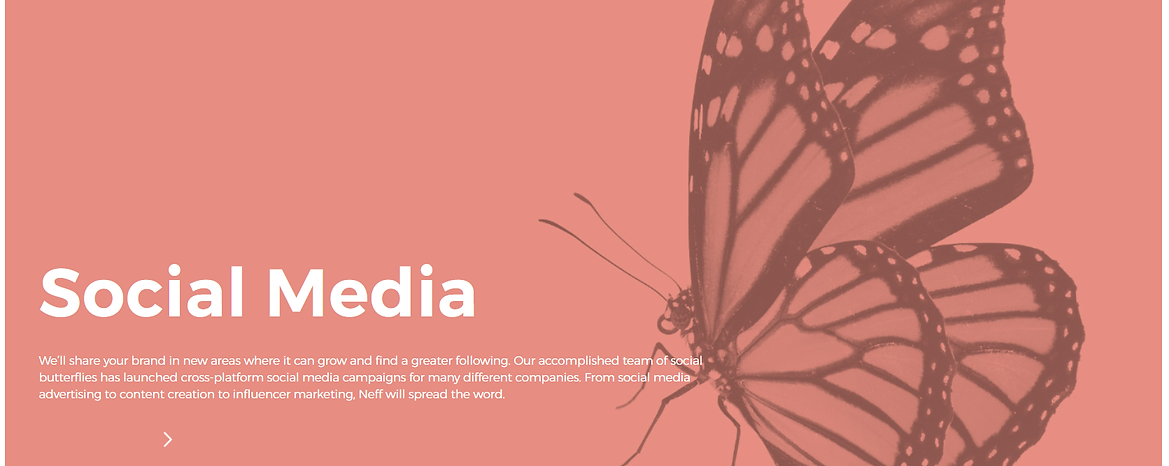 Social Media
We'll share your brand in new areas where it can grow and find a greater following. Our accomplished team of social
butterflies has launched cross-platform social media campaigns for many different companies. From social media
advertising to content creation to influencer marketing, Neff will spread the word.